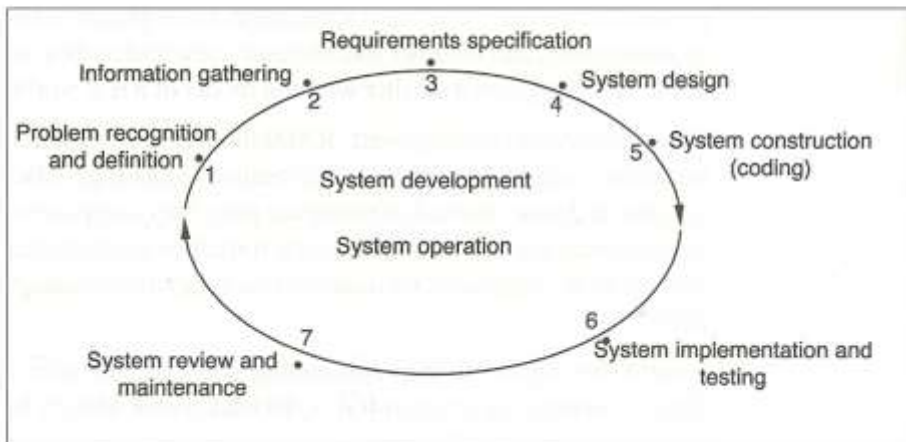 Requirements specification
3
Information gathering
2
System design
4
Problem recognition
and definition
1
System construction
(coding)
5
System development
System operation
6
System implementation and
testing
7
System review and
maintenance